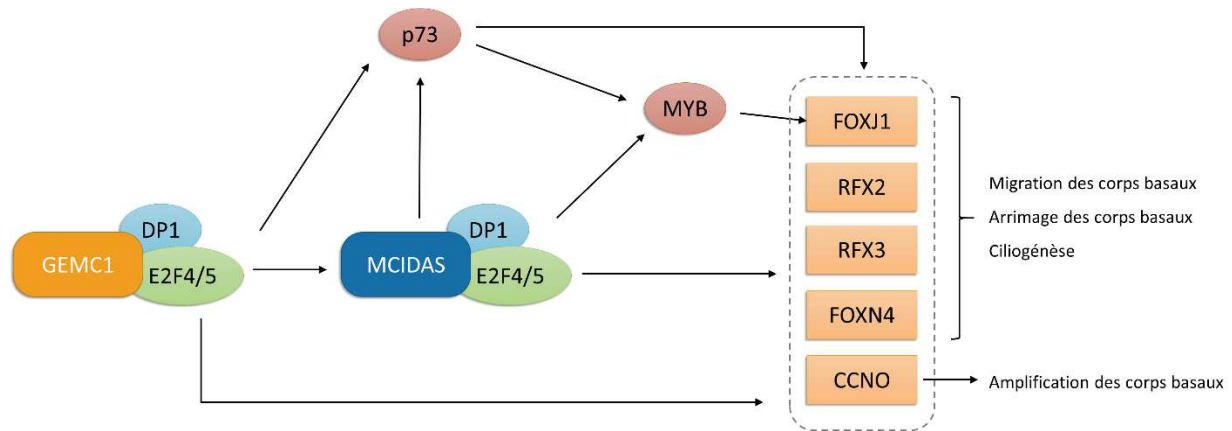 p73
MYB
FOXJ1
RFX2
Migration des corps basaux
DP1
DP1
Arrimage des corps basaux
GEMC1
E2F4/5
MCIDAS
E2F4/5
RFX3
Ciliogénèse
FOXN4
CCNO
Amplification des corps basaux